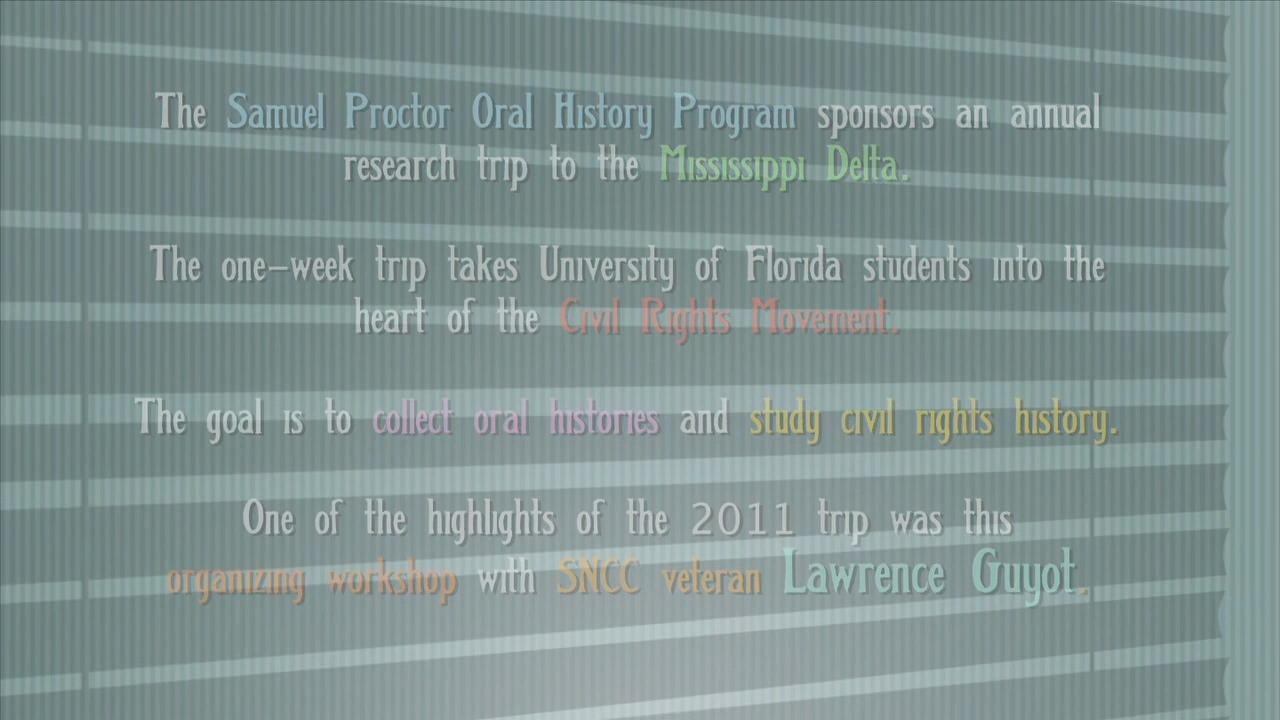 The Samuel Proctor Oral History Program sponsors an annual
research trip to the Mississippi Delta.
The one-week trip takes University of Florida students into the
heart of the Civil Rights Movement.
The goal is to collect oral histories and study civil rights history.
One of the highlights of the 2011 trip was this
organizing workshop with SNCC veteran Lawrence Guyot.